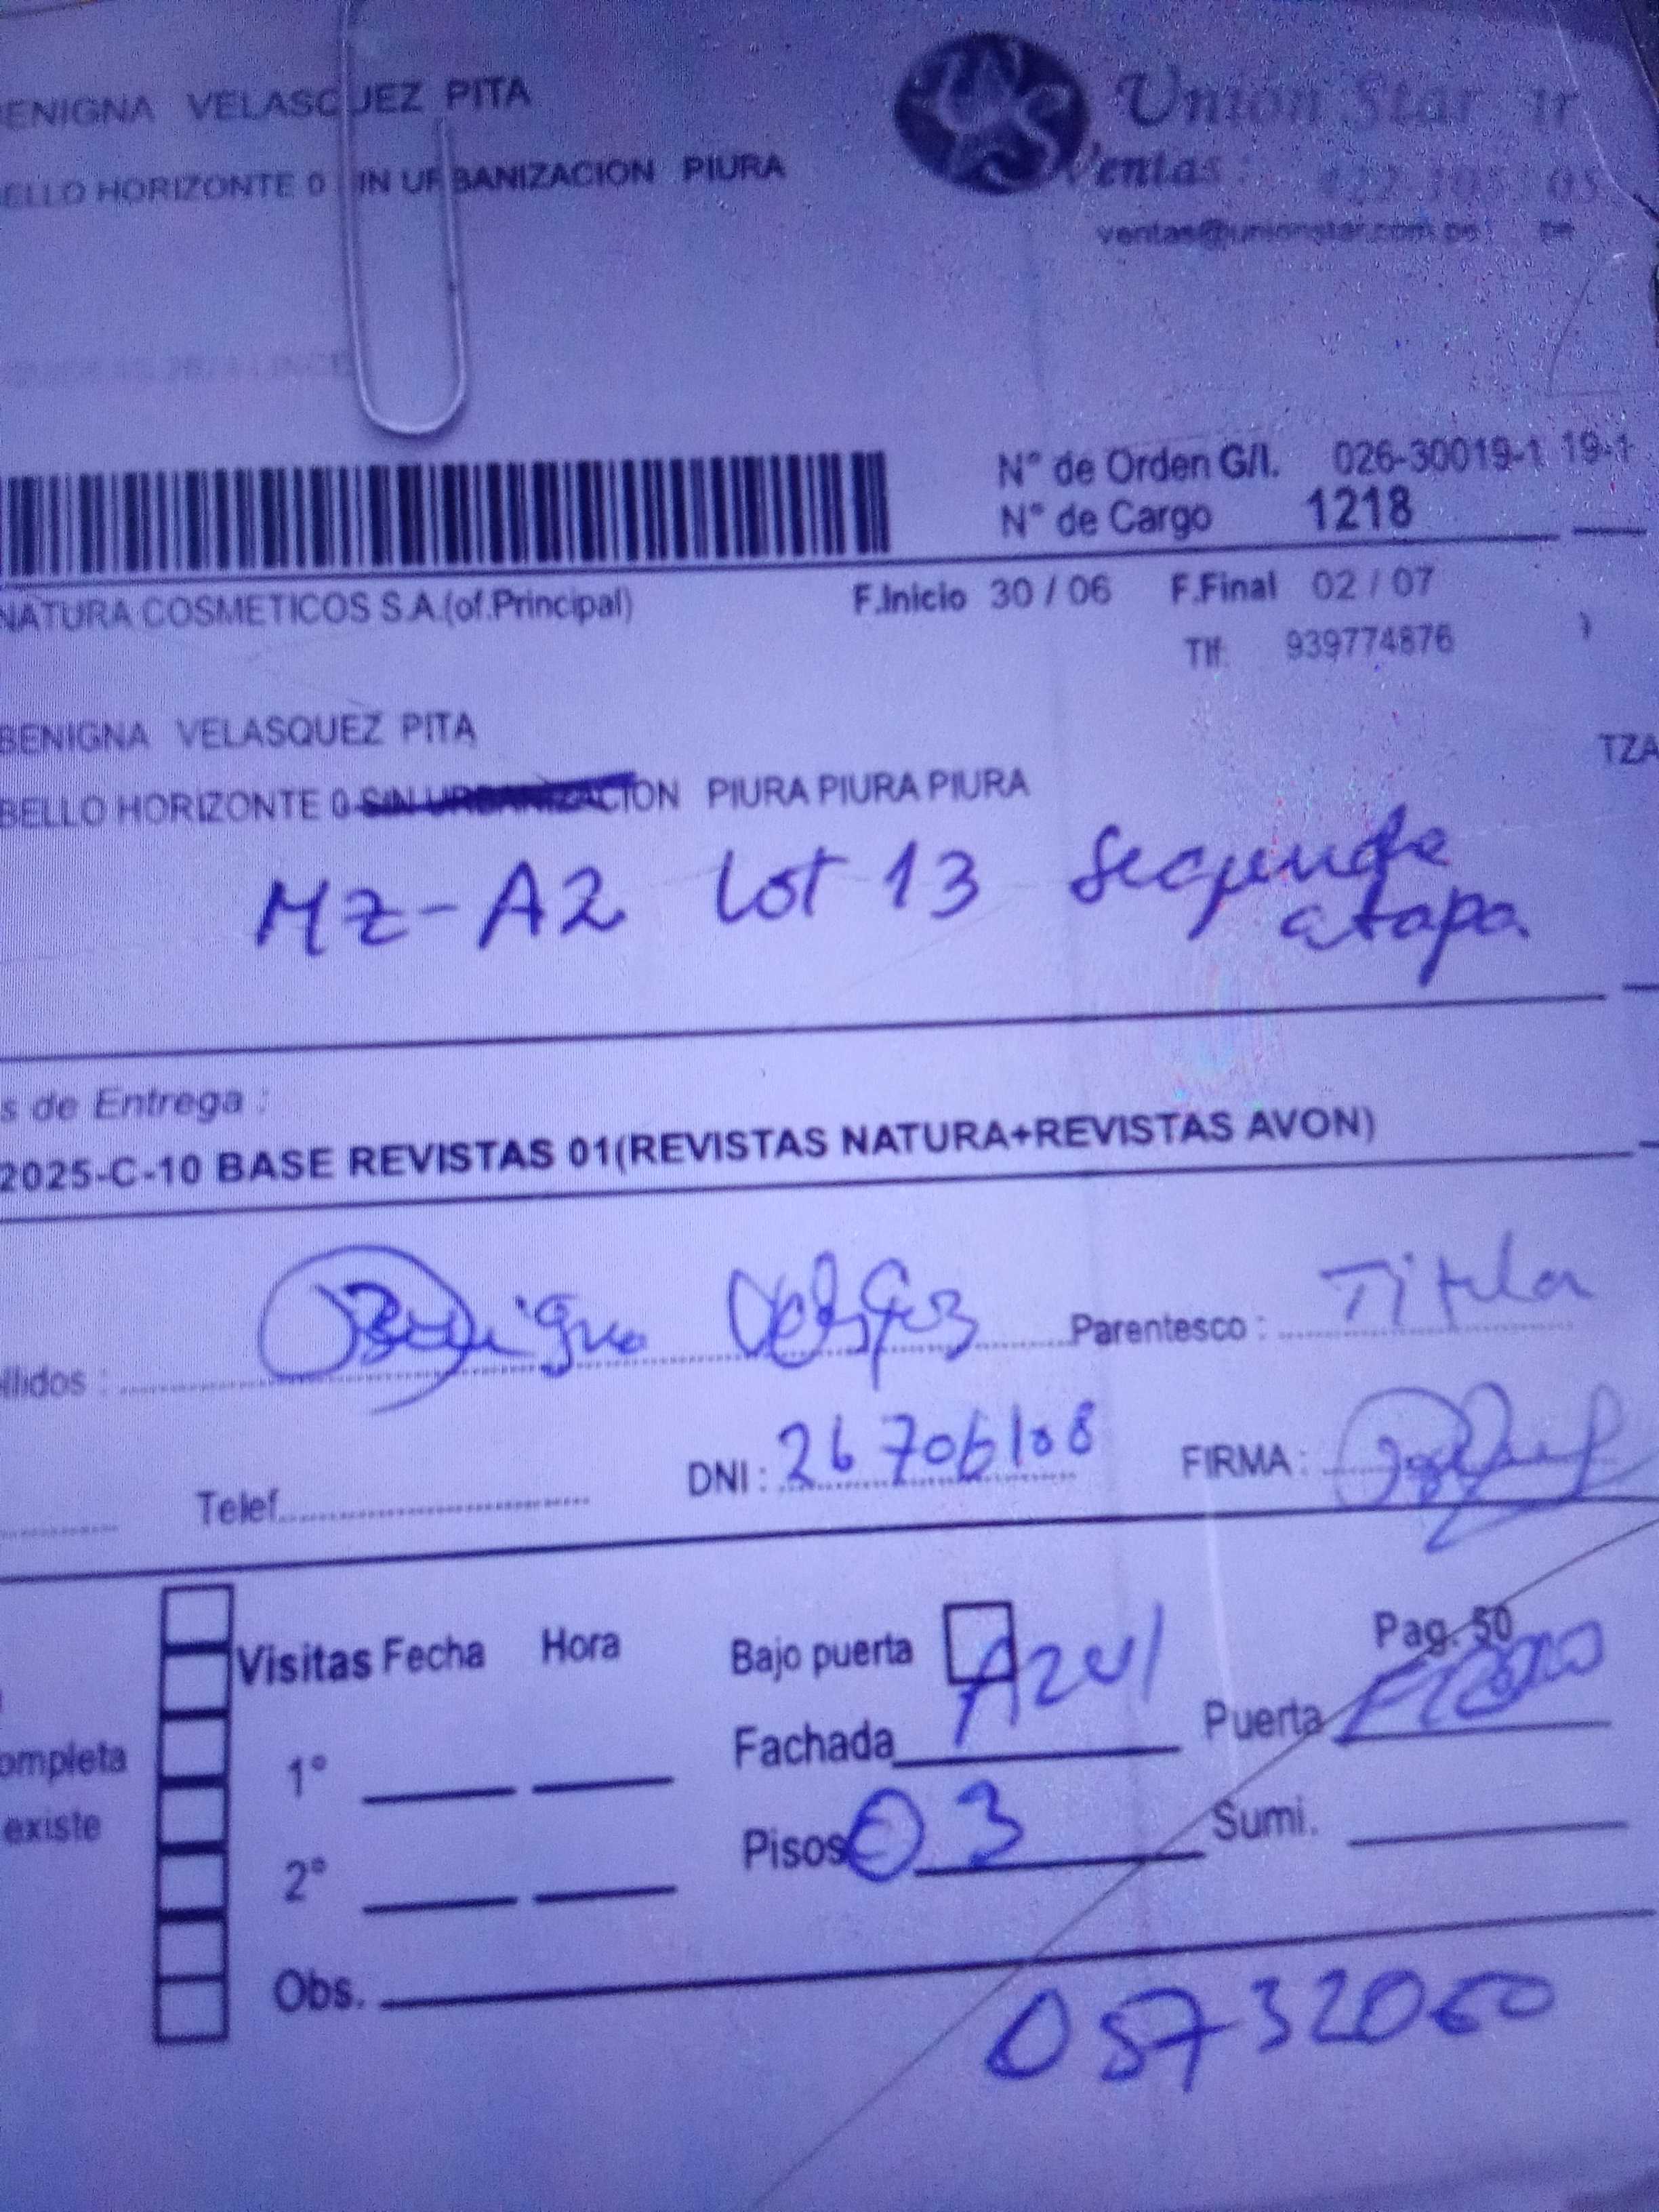 ENIGNA VELASQUEZ PITA
Union Star
ELLO HORIZONTE 0 IN URBANIZACION PIURA
Ventas :
ventas@unionstar.com.pe
N° de Orden G/I. 026-30019-1 19-1
N° de Cargo 1218
NATURA COSMETICOS S.A.(of.Principal) F.Inicio 30 / 06 F.Final 02 / 07
Tlf: 939774876
BENIGNA VELASQUEZ PITA
TZA
BELLO HORIZONTE 0 SIN URBANIZACION PIURA PIURA PIURA
MZ-A2 Lot 13 Segunda
etapa.
s de Entrega :
2025-C-10 BASE REVISTAS 01(REVISTAS NATURA+REVISTAS AVON)
llidos : Benigna Parentesco : Titular
Telef. DNI : 26706108 FIRMA :
Visitas Fecha Hora Bajo puerta Pag. 50
ompleta 1° Fachada Azul Puerta
existe Pisos 03 Sumi.
2°
Obs.